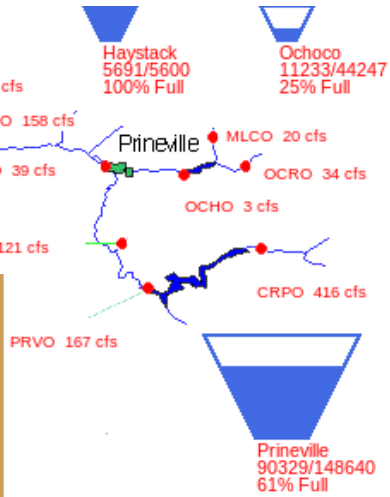 Haystack
5691/5600
100% Full
Ochoco
11233/44247
25% Full
cfs
O 158 cfs
Prineville
MLCO 20 cfs
39 cfs
OCRO 34 cfs
OCHO 3 cfs
121 cfs
CRPO 416 cfs
PRVO 167 cfs
Prineville
90329/148640
61% Full